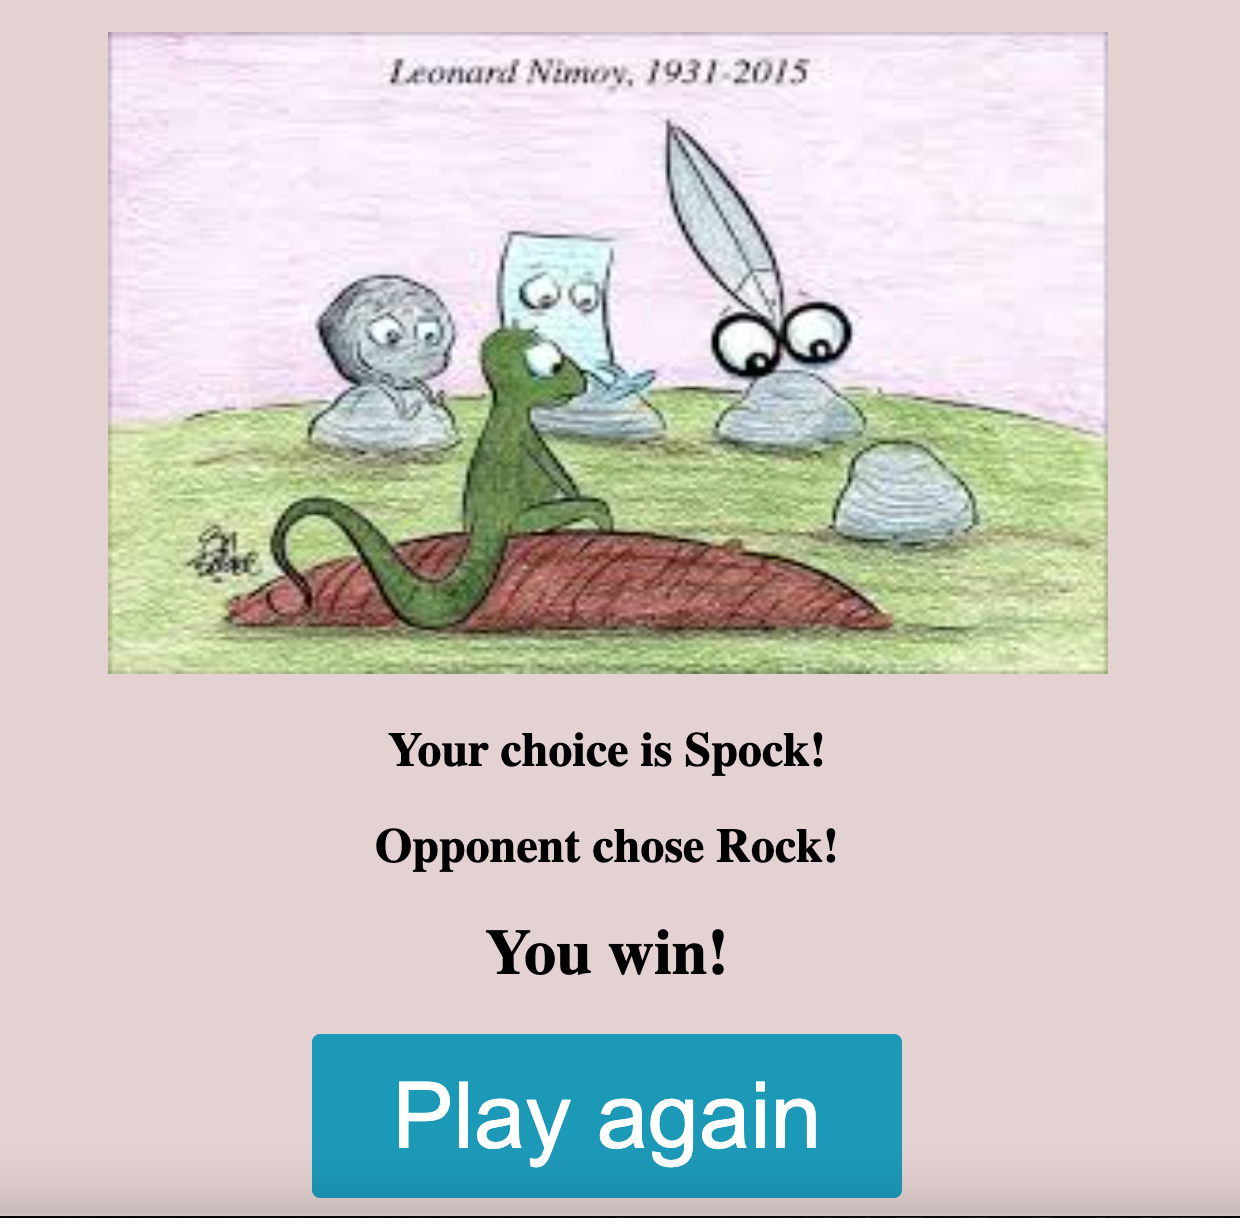 Leonard Nimoy, 1931-2015
Your choice is Spock!
Opponent chose Rock!
You win!
Play again